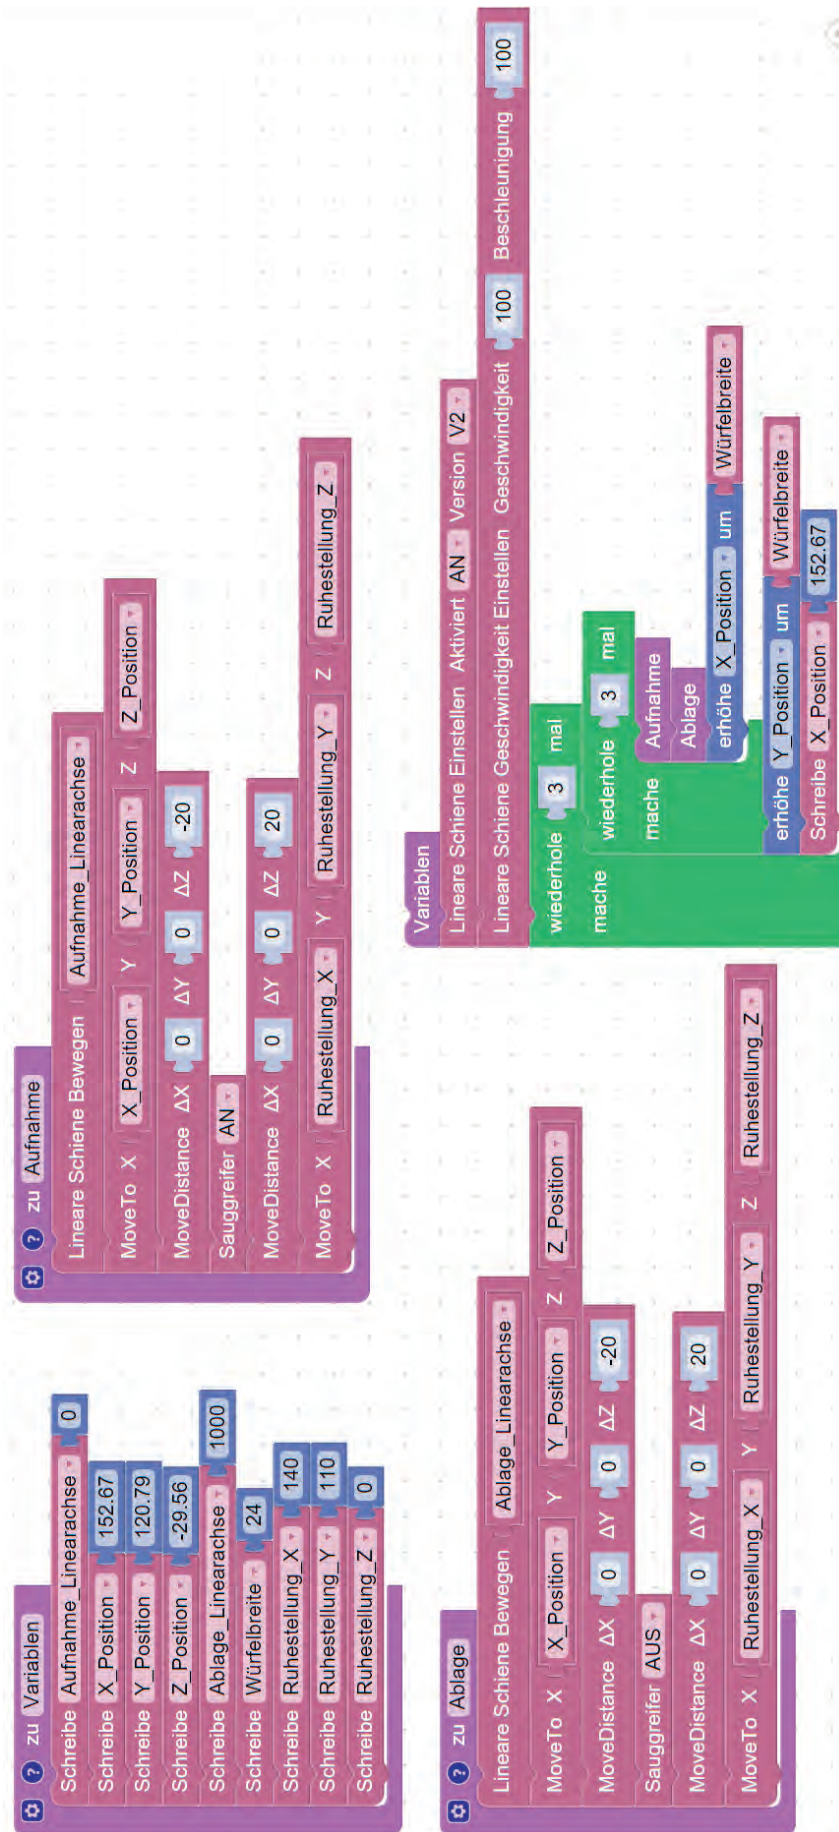 zu Variablen
Schreibe Aufnahme_Linearachse 0
Schreibe X_Position 152.67
Schreibe Y_Position 120.79
Schreibe Z_Position -29.56
Schreibe Ablage_Linearachse 1000
Schreibe Würfelbreite 24
Schreibe Ruhestellung_X 140
Schreibe Ruhestellung_Y 110
Schreibe Ruhestellung_Z 0
zu Aufnahme
Lineare Schiene Bewegen Aufnahme_Linearachse
MoveTo X X_Position Y Y_Position Z Z_Position
MoveDistance ΔX 0 ΔY 0 ΔZ -20
Sauggreifer AN
MoveDistance ΔX 0 ΔY 0 ΔZ 20
MoveTo X Ruhestellung_X Y Ruhestellung_Y Z Ruhestellung_Z
zu Ablage
Lineare Schiene Bewegen Ablage_Linearachse
MoveTo X X_Position Y Y_Position Z Z_Position
MoveDistance ΔX 0 ΔY 0 ΔZ -20
Sauggreifer AUS
MoveDistance ΔX 0 ΔY 0 ΔZ 20
MoveTo X Ruhestellung_X Y Ruhestellung_Y Z Ruhestellung_Z
Variablen
Lineare Schiene Einstellen Aktiviert AN Version V2
Lineare Schiene Geschwindigkeit Einstellen Geschwindigkeit 100 Beschleunigung 100
wiederhole 3 mal
mache wiederhole 3 mal
mache Aufnahme
Ablage
erhöhe X_Position um Würfelbreite
erhöhe Y_Position um Würfelbreite
Schreibe X_Position 152.67